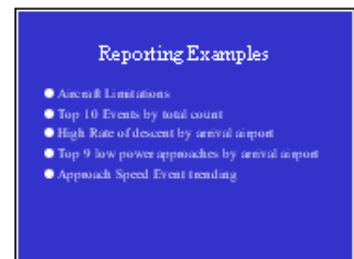 Reporting Examples
Aircraft Limitations
Top 10 Events by total count
High Rate of descent by arrival airport
Top 9 low power approaches by arrival airport
Approach Speed Event trending